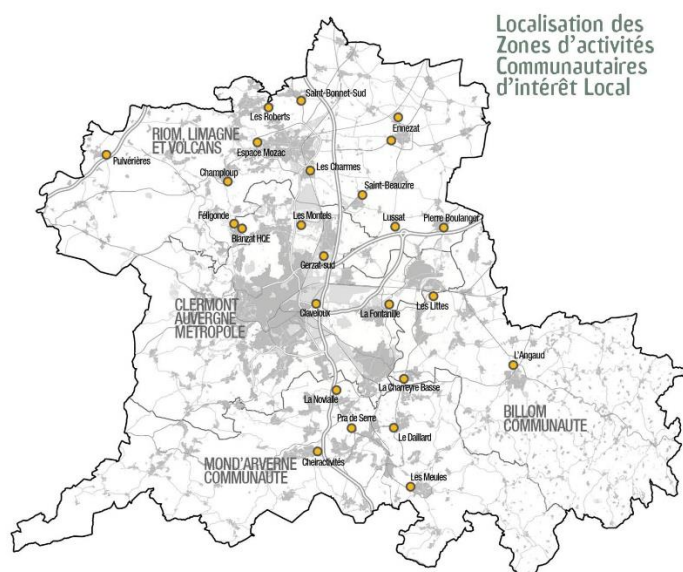 Localisation des
Zones d'activités
Communautaires
d'intérêt Local
Saint-Bonnet-Sud
Les Roberts
Ennezat
RIOM, LIMAGNE
ET VOLCANS
Espace Mozac
Pulvérières
Les Charmes
Champloup
Saint-Beauzire
Féligonde
Blanzat HQE
Les Montels
Lussat
Pierre Boulanger
Gerzat-sud
CLERMONT
AUVERGNE
METROPOLE
Claveloux
La Fontanille
Les Littes
L'Angaud
La Novialle
La Charreyre Basse
BILLOM
COMMUNAUTE
Pra de Serre
Le Daillard
MOND'ARVERNE
COMMUNAUTE
Cheiractivités
Les Meules